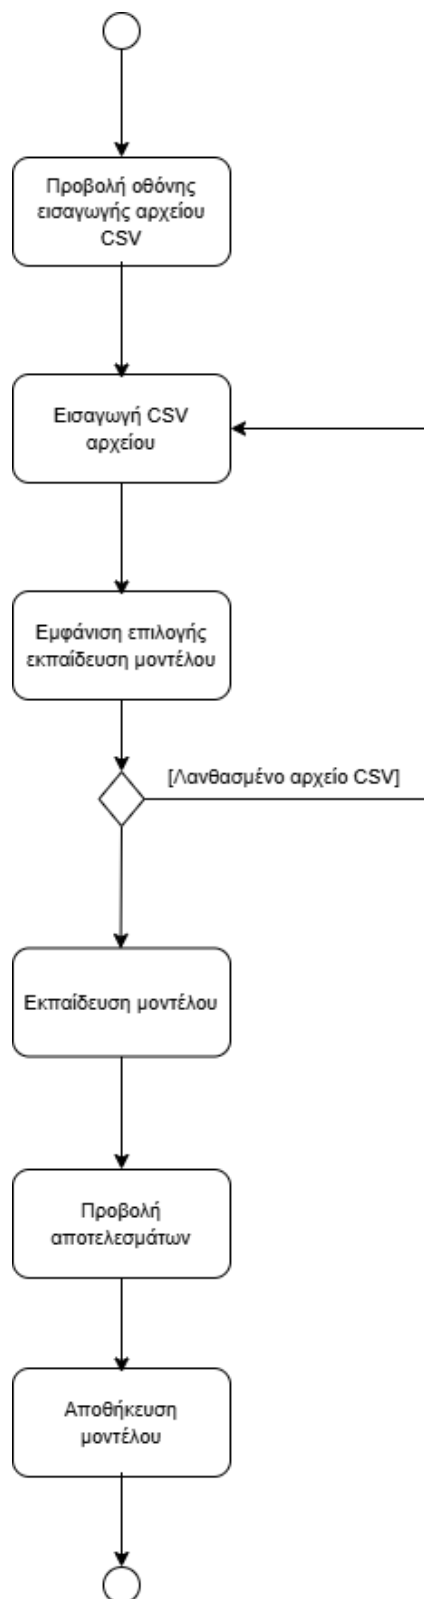 Προβολή οθόνης
εισαγωγής αρχείου
CSV
Εισαγωγή CSV
αρχείου
Εμφάνιση επιλογής
εκπαίδευση μοντέλου
[Λανθασμένο αρχείο CSV]
Εκπαίδευση μοντέλου
Προβολή
αποτελεσμάτων
Αποθήκευση
μοντέλου